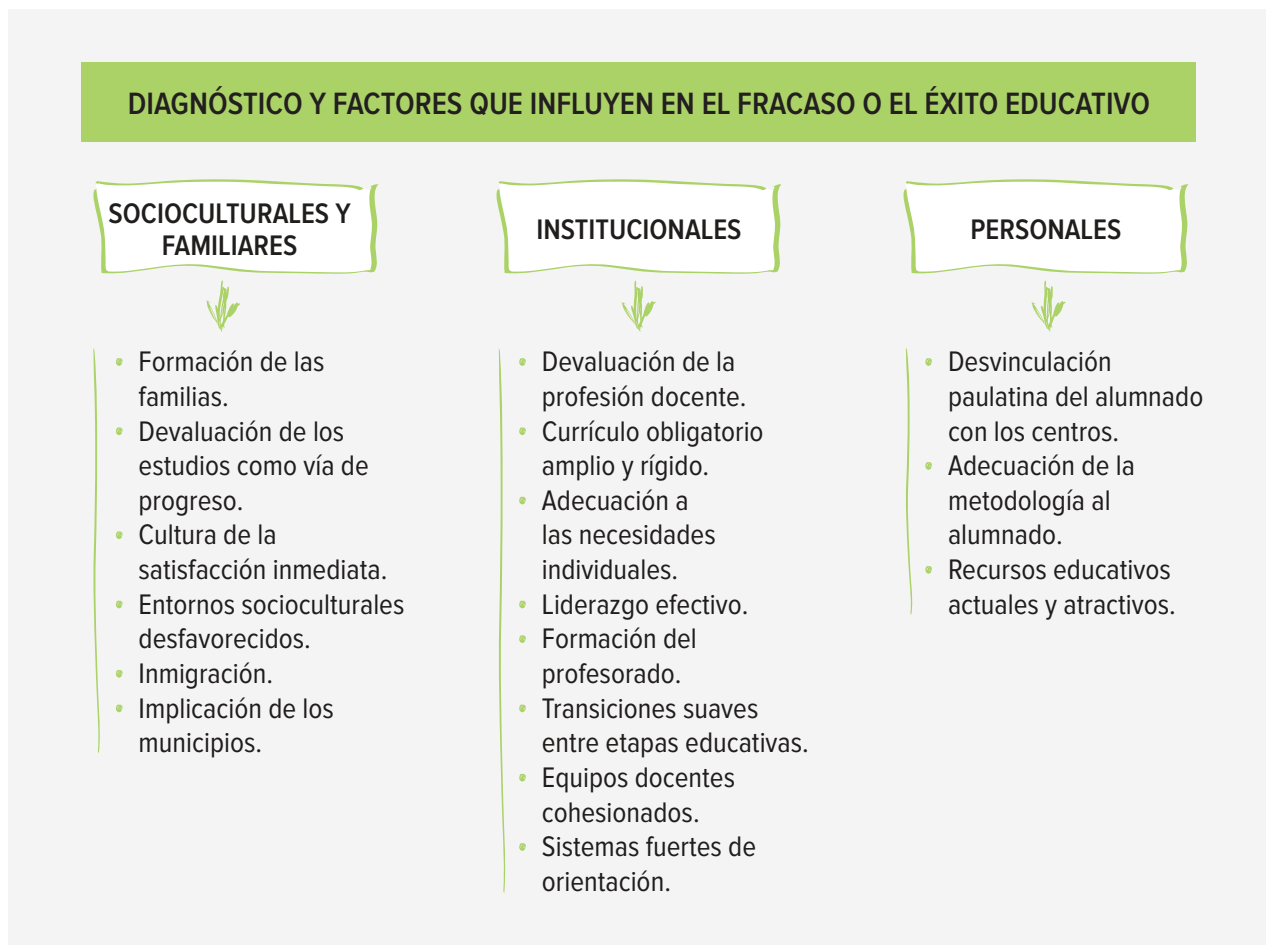 DIAGNÓSTICO Y FACTORES QUE INFLUYEN EN EL FRACASO O EL ÉXITO EDUCATIVO
SOCIOCULTURALES Y
FAMILIARES
• Formación de las
familias.
• Devaluación de los
estudios como vía de
progreso.
• Cultura de la
satisfacción inmediata.
• Entornos socioculturales
desfavorecidos.
• Inmigración.
• Implicación de los
municipios.
INSTITUCIONALES
• Devaluación de la
profesión docente.
• Currículo obligatorio
amplio y rígido.
• Adecuación a
las necesidades
individuales.
• Liderazgo efectivo.
• Formación del
profesorado.
• Transiciones suaves
entre etapas educativas.
• Equipos docentes
cohesionados.
• Sistemas fuertes de
orientación.
PERSONALES
• Desvinculación
paulatina del alumnado
con los centros.
• Adecuación de la
metodología al
alumnado.
• Recursos educativos
actuales y atractivos.